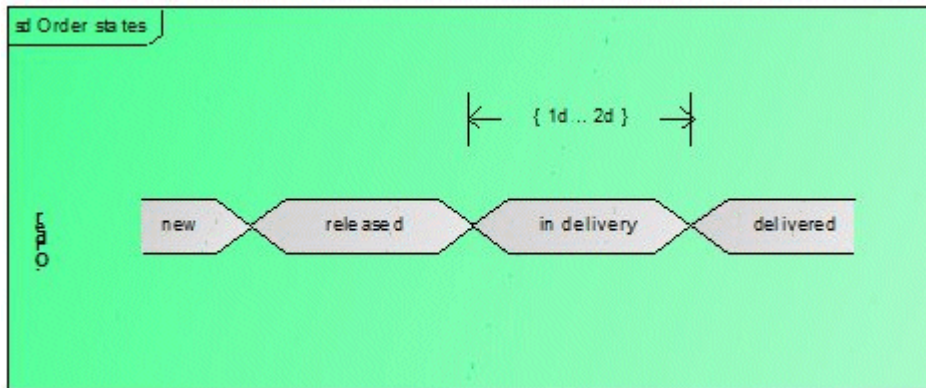 sd Order states
{ 1d ... 2d }
new
released
in delivery
delivered